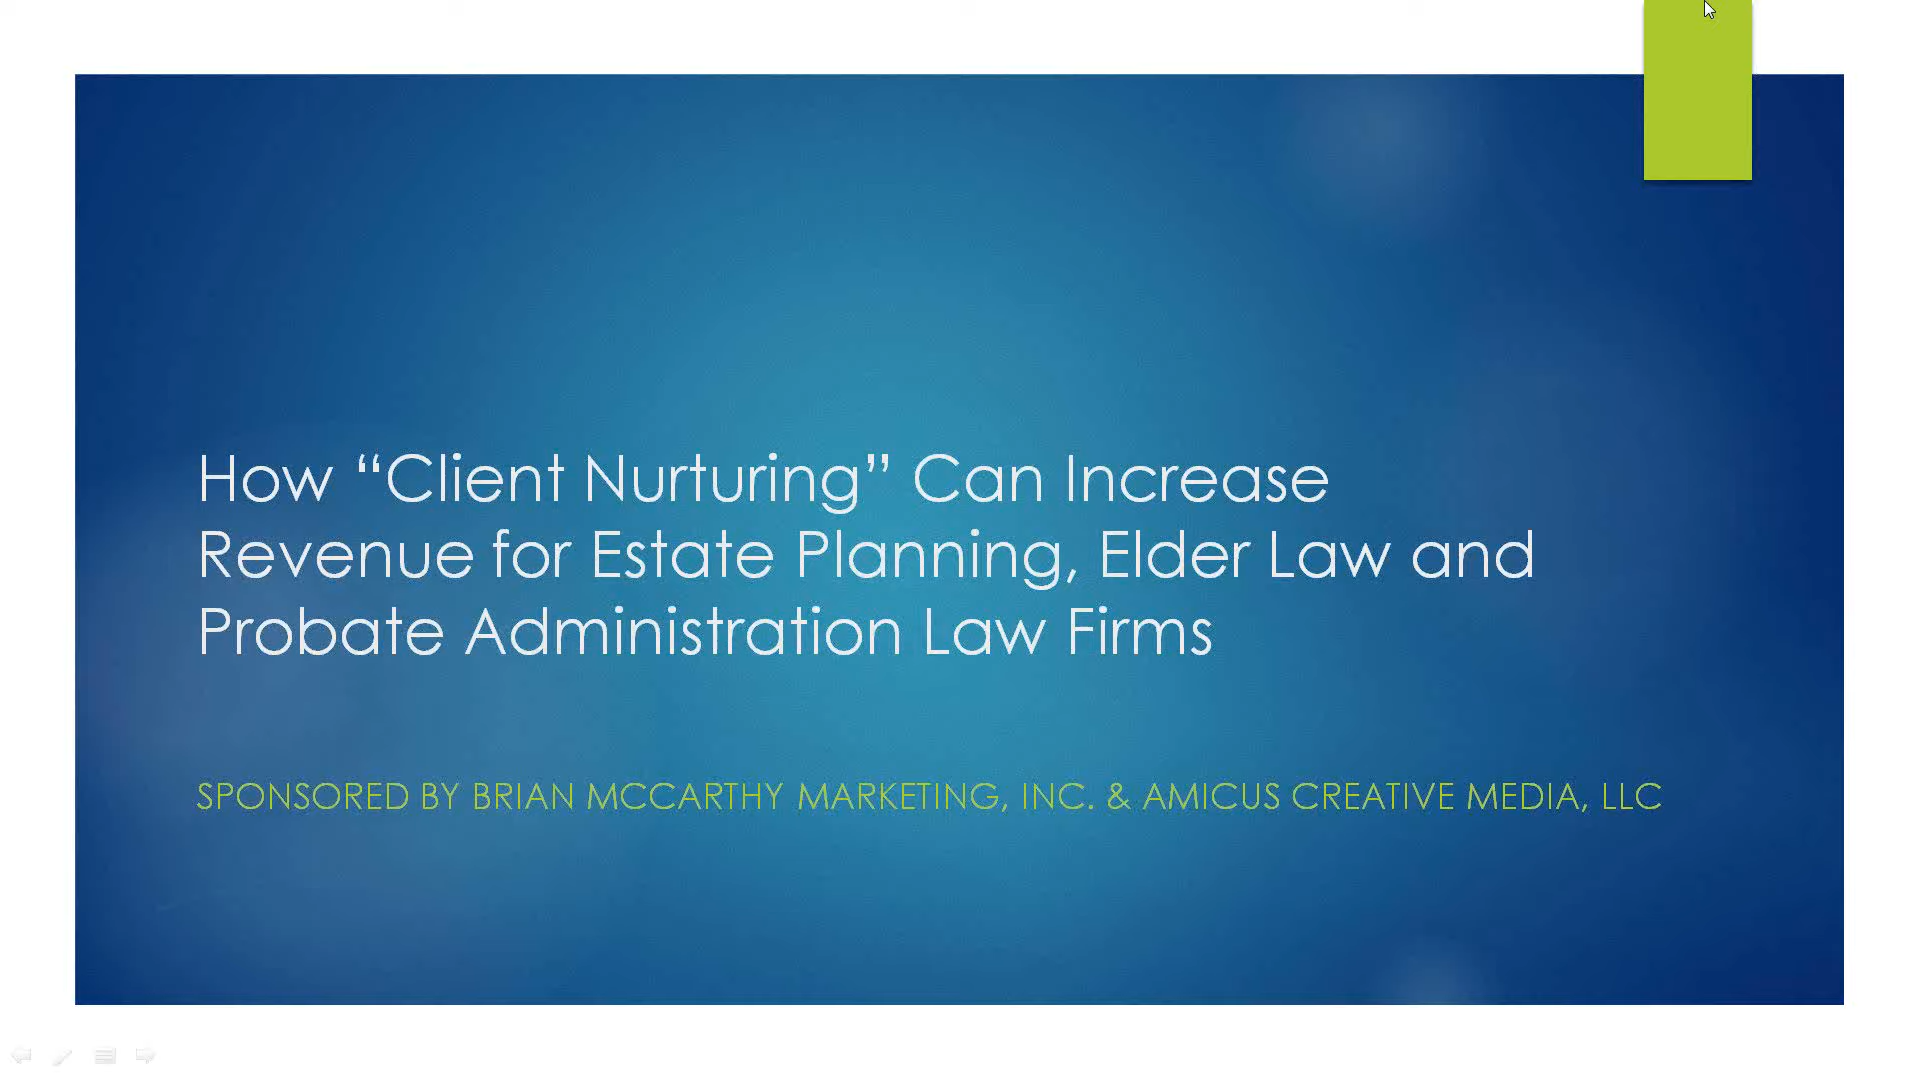 How “Client Nurturing” Can Increase
Revenue for Estate Planning, Elder Law and
Probate Administration Law Firms
SPONSORED BY BRIAN MCCARTHY MARKETING, INC. & AMICUS CREATIVE MEDIA, LLC